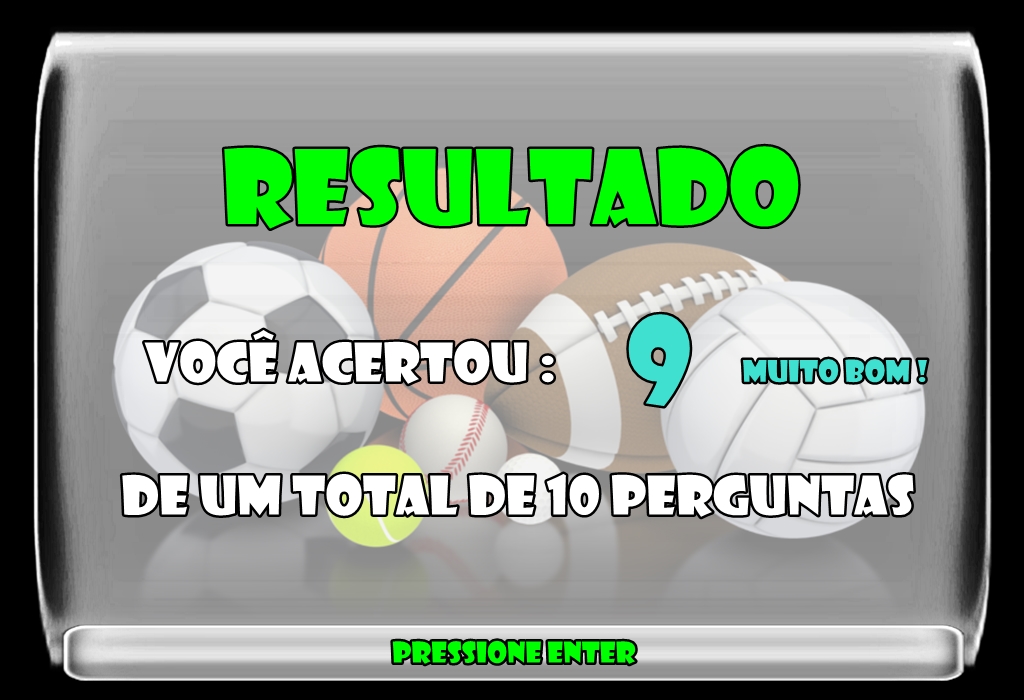 RESULTADO
VOCÊ ACERTOU : 9 MUITO BOM !
DE UM TOTAL DE 10 PERGUNTAS
PRESSIONE ENTER